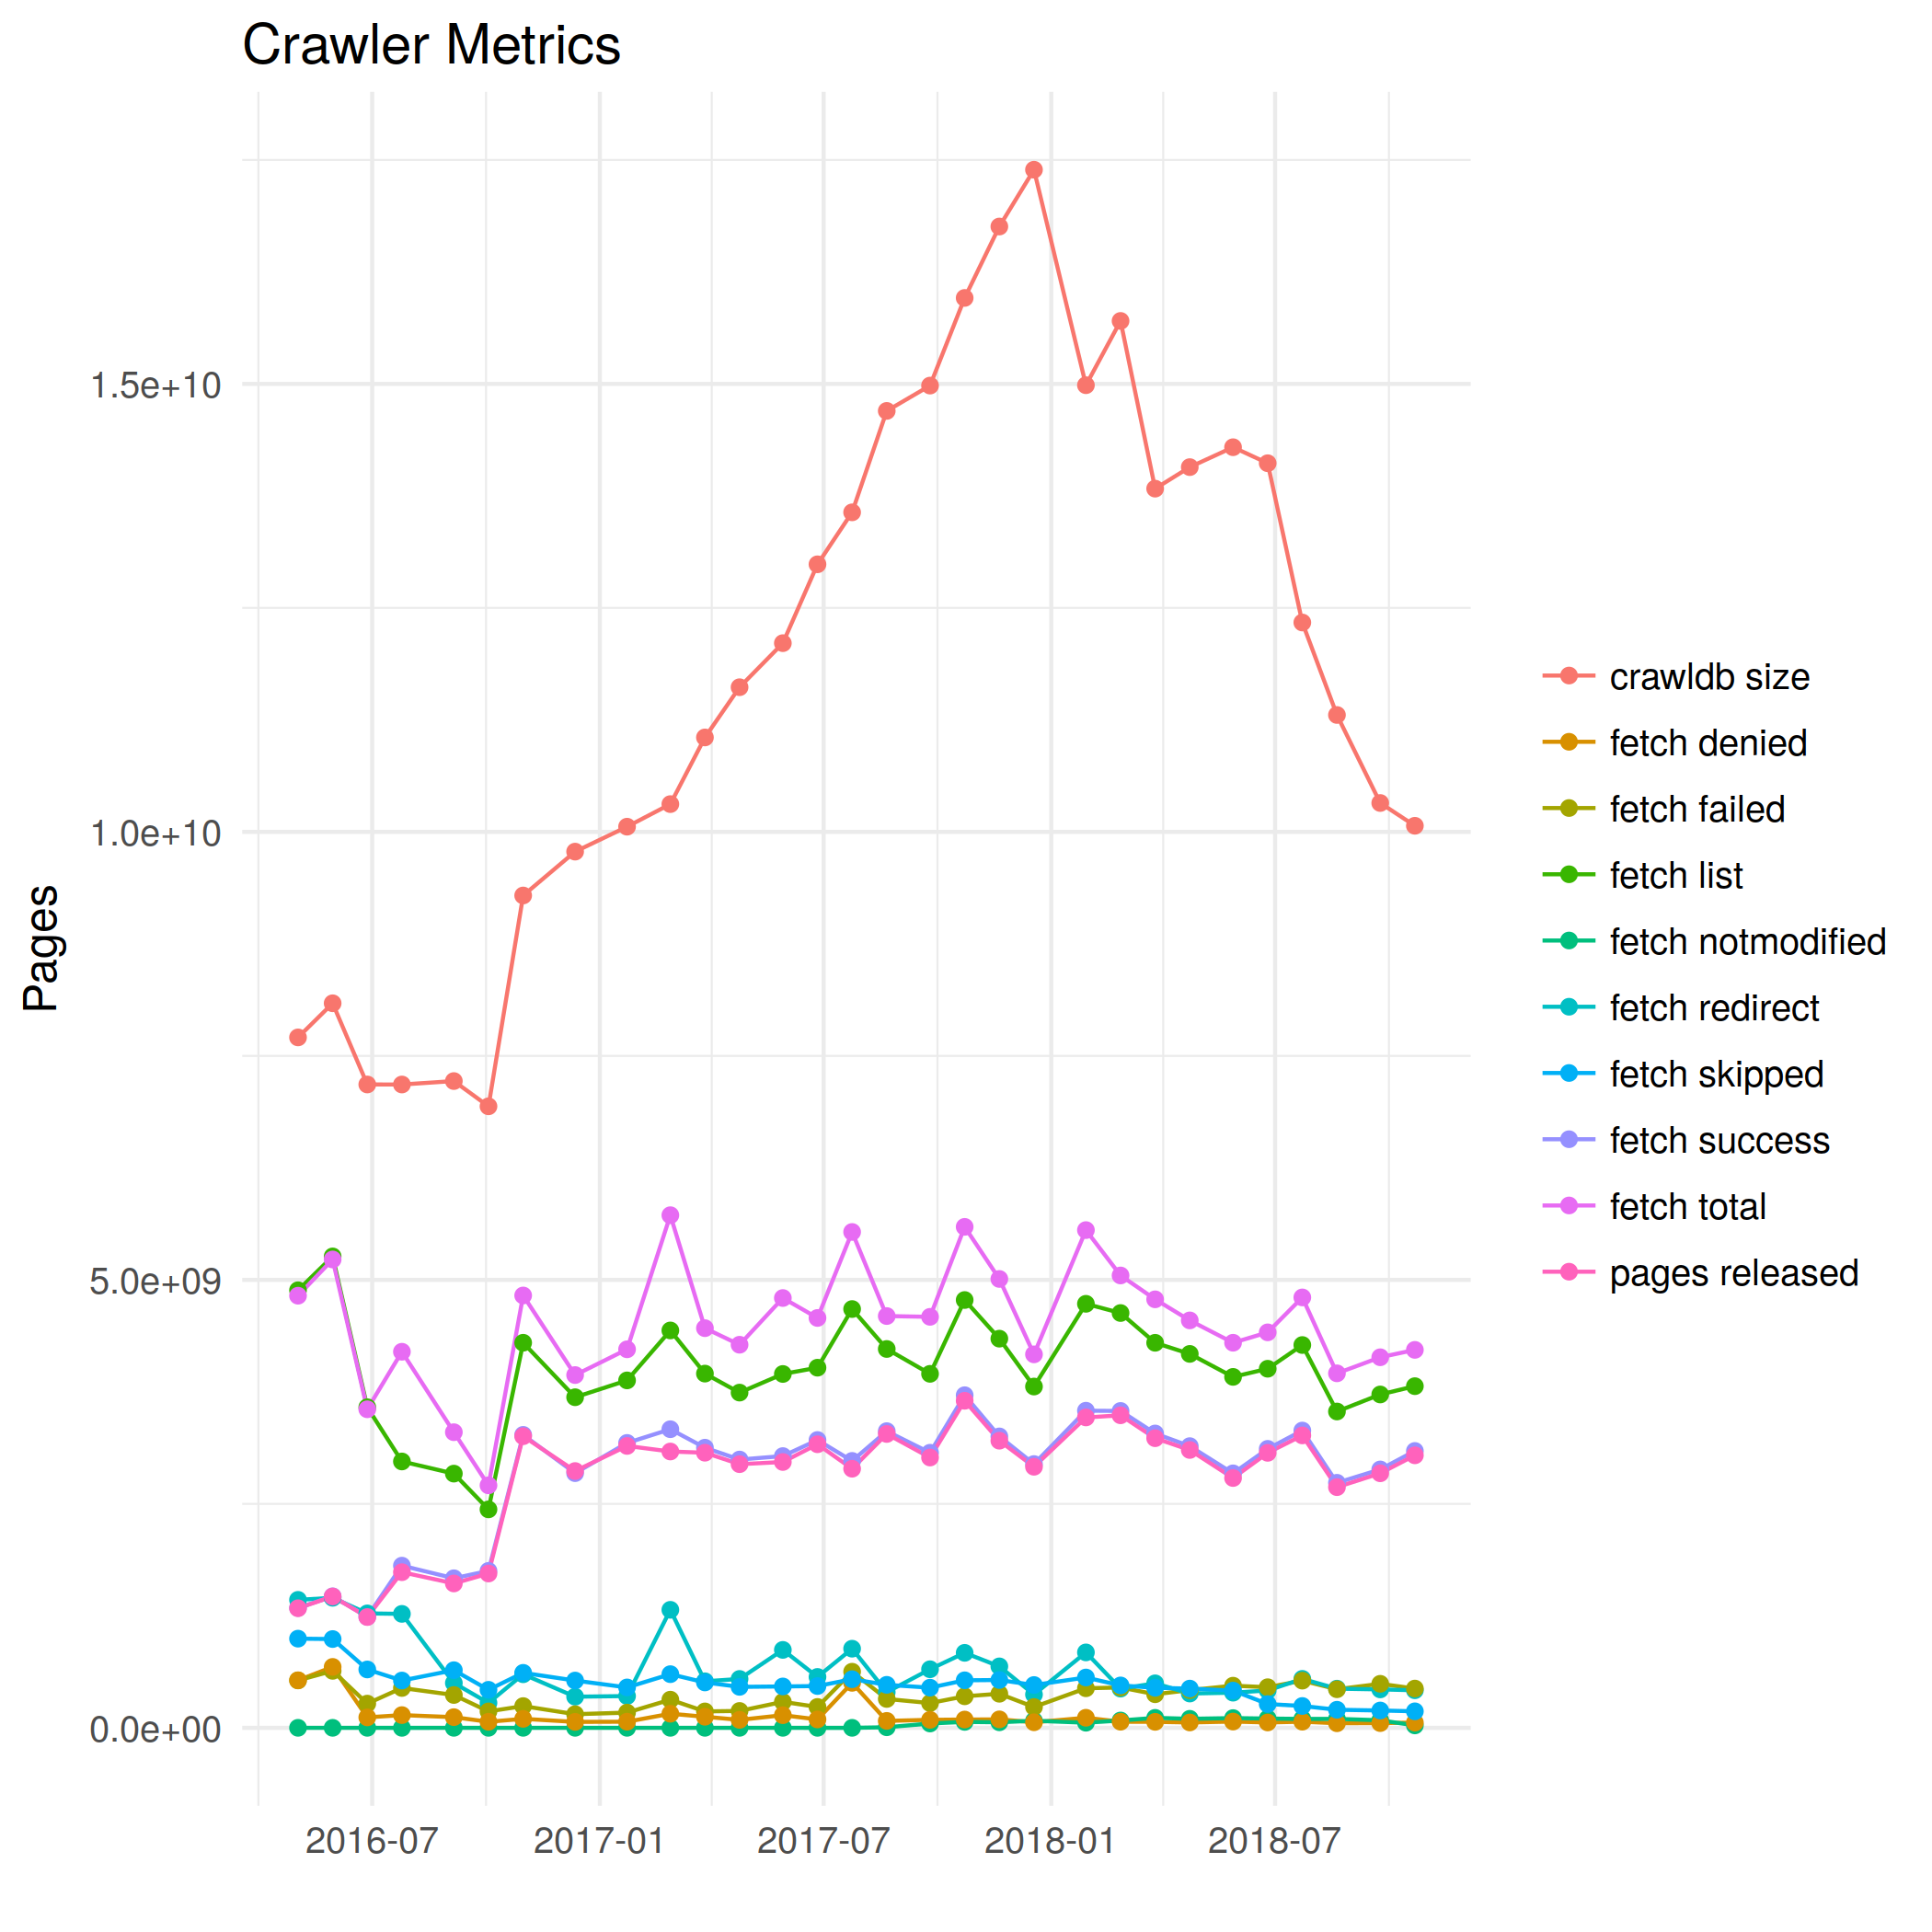 Crawler Metrics
Pages
1.5e+10
1.0e+10
5.0e+09
0.0e+00
2016-07
2017-01
2017-07
2018-01
2018-07
crawldb size
fetch denied
fetch failed
fetch list
fetch notmodified
fetch redirect
fetch skipped
fetch success
fetch total
pages released